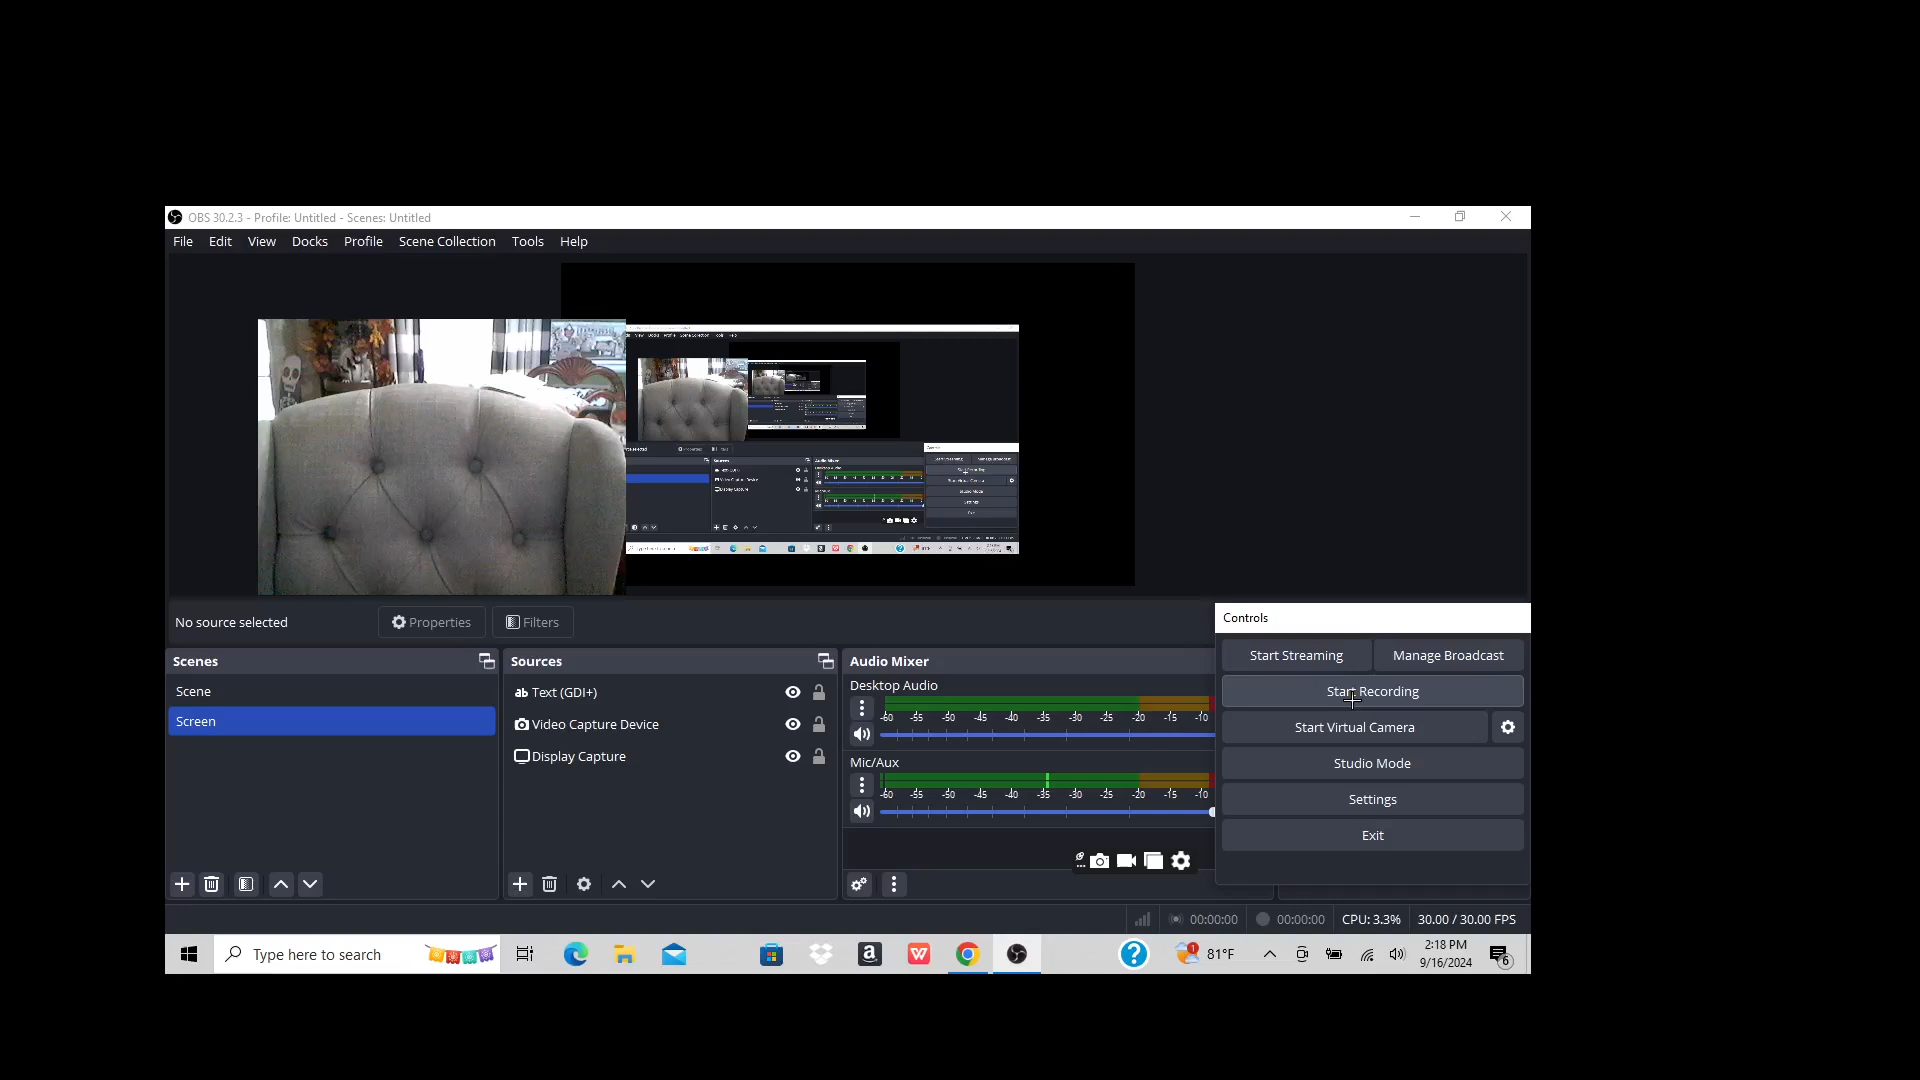 OBS 30.2.3 - Profile: Untitled - Scenes: Untitled
File Edit View Docks Profile Scene Collection Tools Help
No source selected Properties Filters
Scenes
Scene
Screen
Sources
ab Text (GDI+)
Video Capture Device
Display Capture
Audio Mixer
Desktop Audio
-60 -55 -50 -45 -40 -35 -30 -25 -20 -15 -10
Mic/Aux
-60 -55 -50 -45 -40 -35 -30 -25 -20 -15 -10
Controls
Start Streaming Manage Broadcast
Start Recording
Start Virtual Camera
Studio Mode
Settings
Exit
00:00:00 00:00:00 CPU: 3.3% 30.00 / 30.00 FPS
Type here to search a W ? 1 81°F 2:18 PM
9/16/2024 6